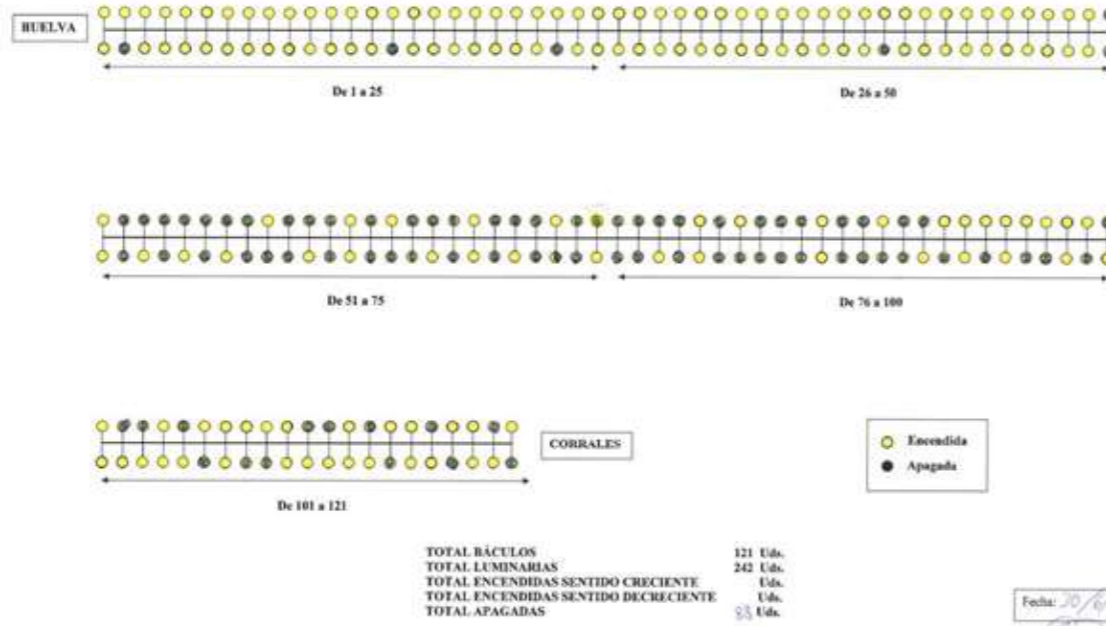 HUELVA
De 1 a 25
De 26 a 50
De 51 a 75
De 76 a 100
CORRALES
Encendida
Apagada
De 101 a 121
TOTAL BÁCULOS 121 Uds.
TOTAL LUMINARIAS 242 Uds.
TOTAL ENCENDIDAS SENTIDO CRECIENTE Uds.
TOTAL ENCENDIDAS SENTIDO DECRECIENTE Uds.
TOTAL APAGADAS 83 Uds.
Fecha: